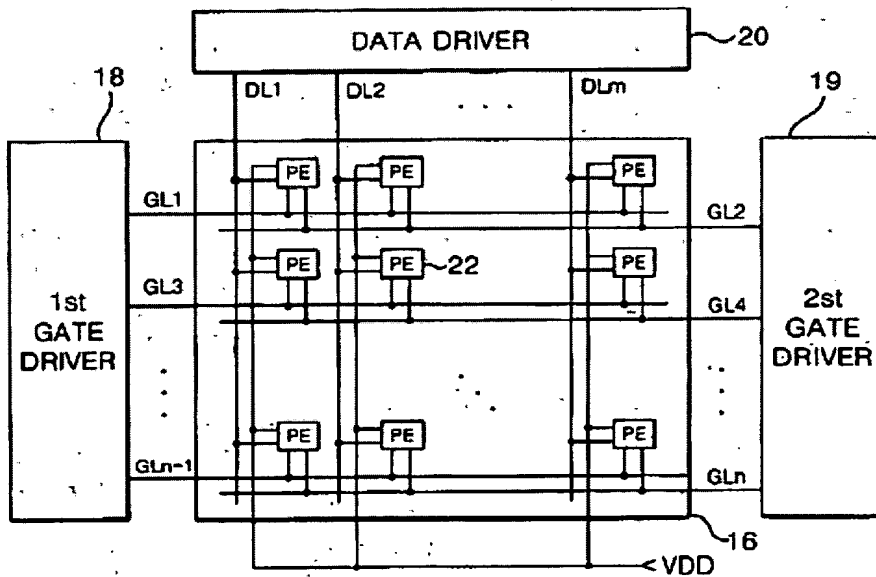 DATA DRIVER
20
18
DL1
DL2
DLm
19
PE
PE
PE
GL1
GL2
PE
PE
22
PE
GL3
GL4
1st
GATE
DRIVER
2st
GATE
DRIVER
PE
PE
PE
GLn-1
GLn
16
VDD